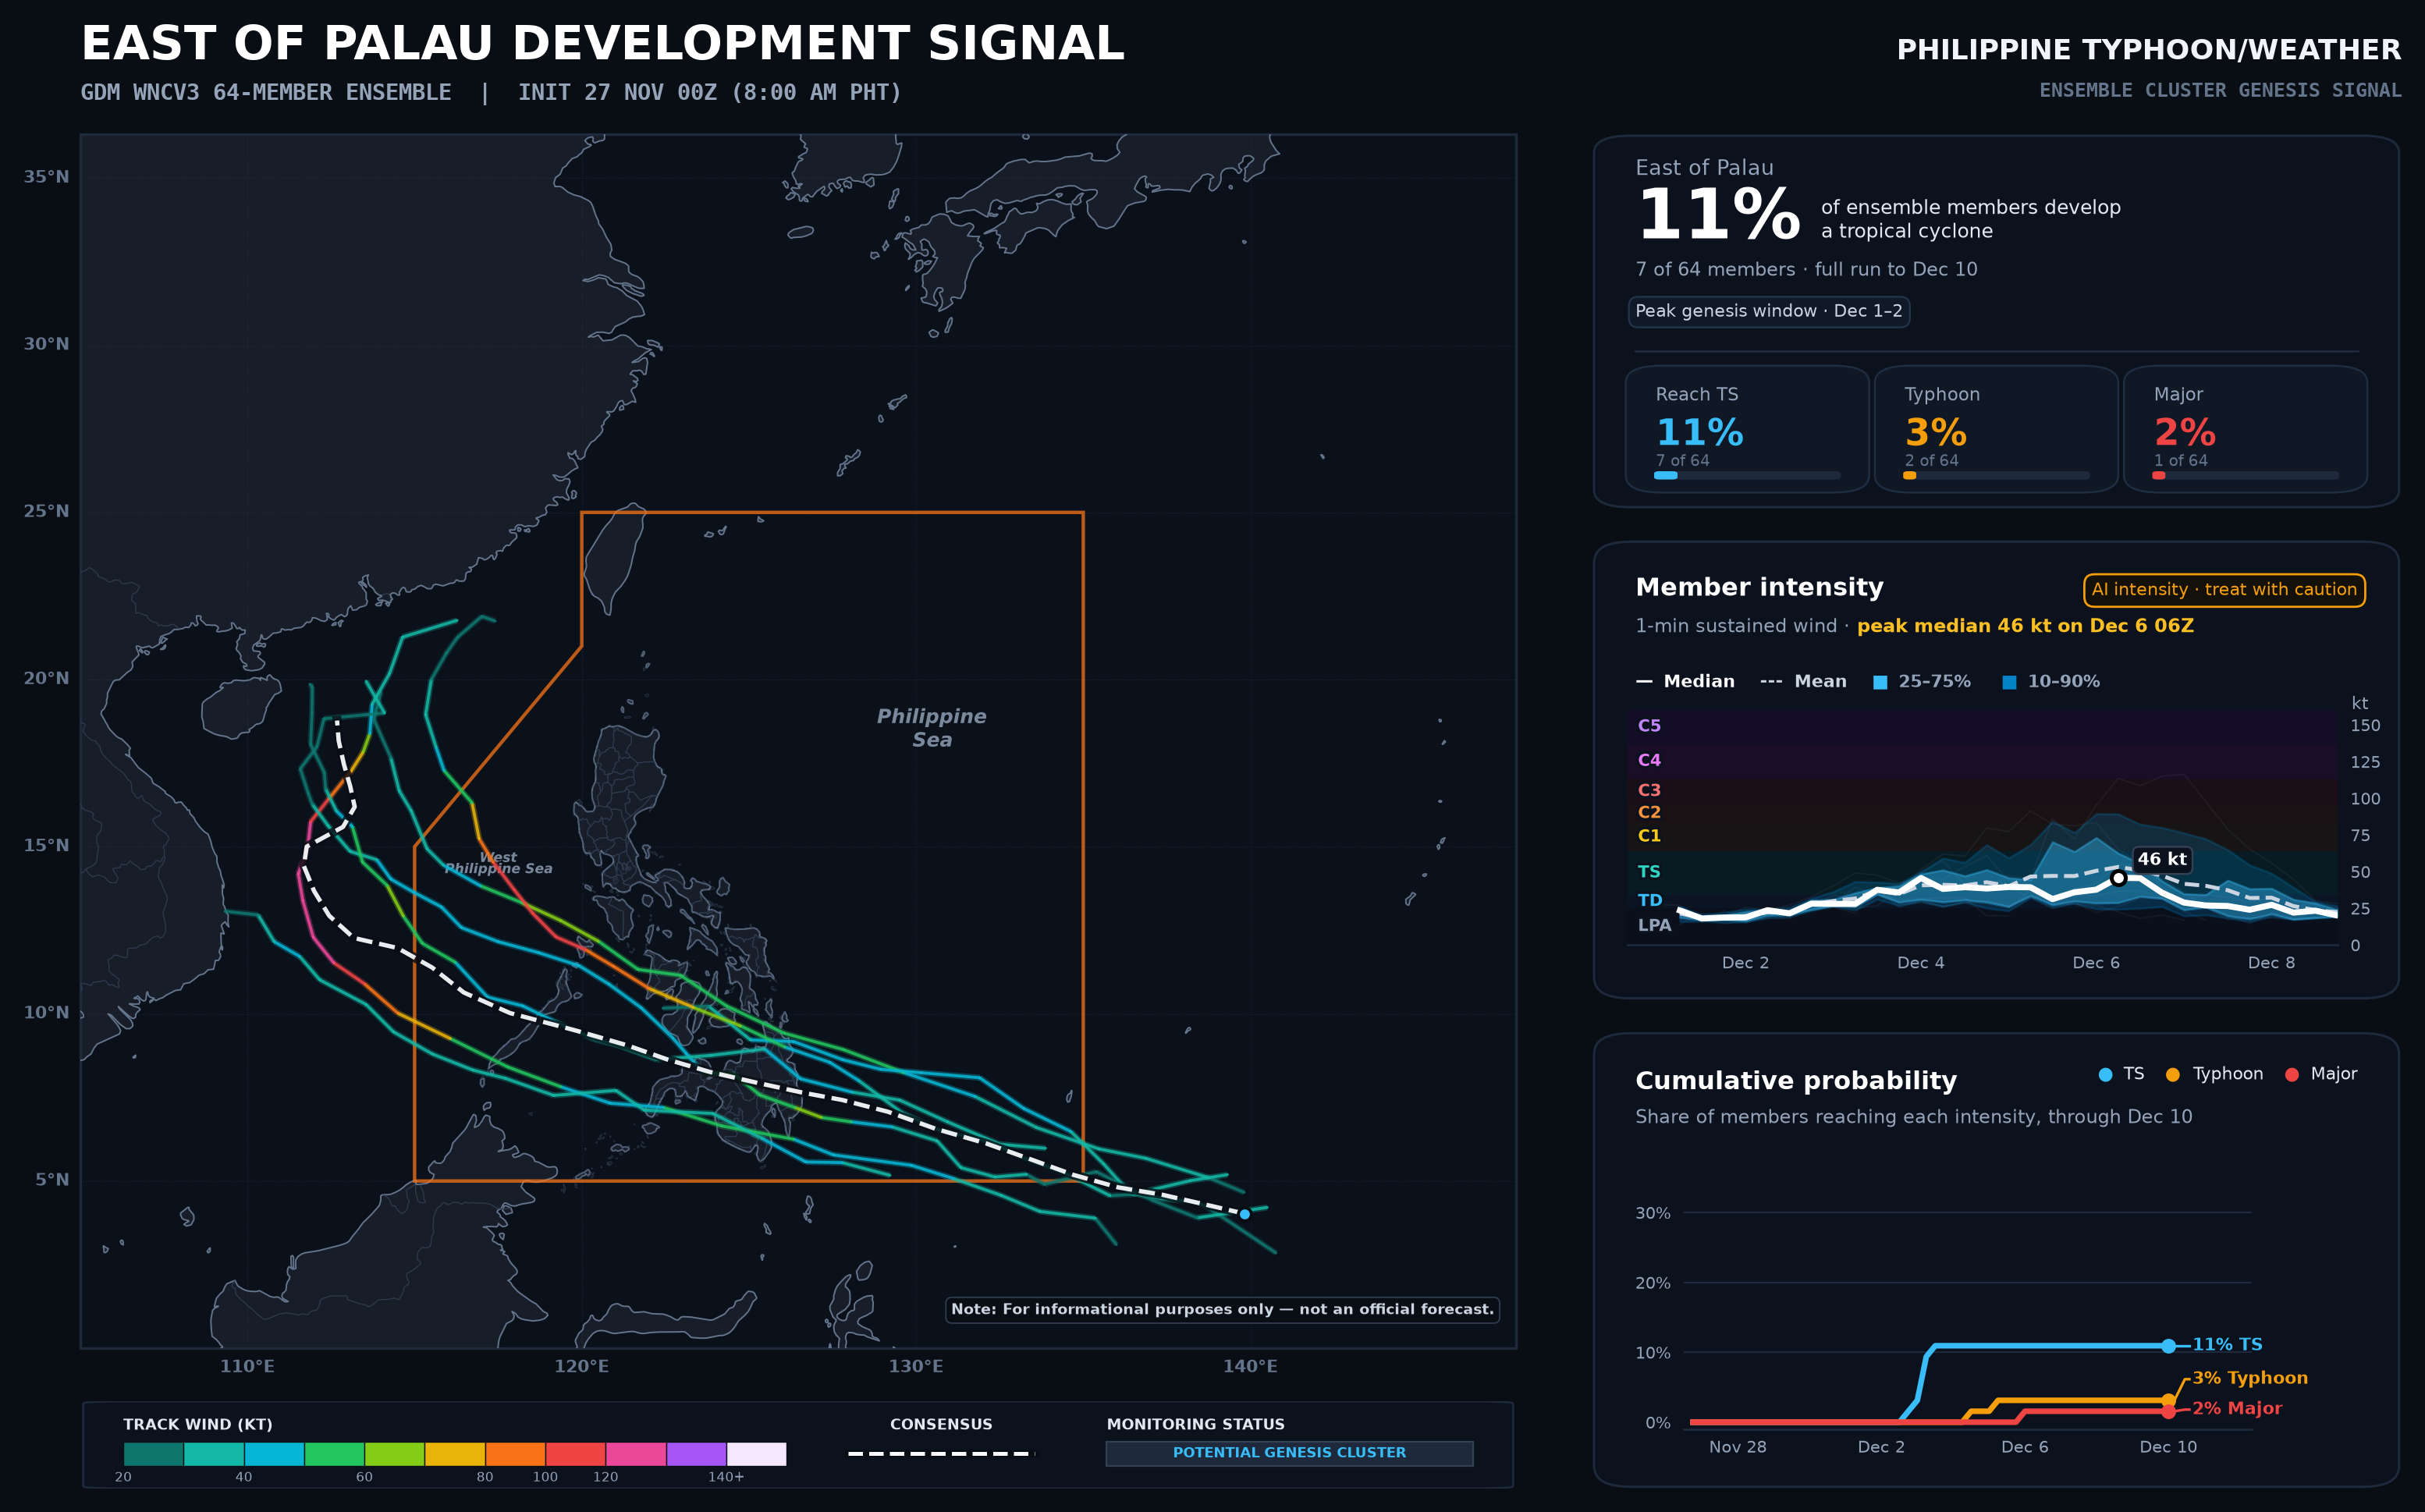 EAST OF PALAU DEVELOPMENT SIGNAL
GDM WNCV3 64-MEMBER ENSEMBLE | INIT 27 NOV 00Z (8:00 AM PHT)
PHILIPPINE TYPHOON/WEATHER
ENSEMBLE CLUSTER GENESIS SIGNAL
35°N
30°N
25°N
20°N
15°N
10°N
5°N
110°E
120°E
130°E
140°E
Philippine
Sea
West
Philippine Sea
Note: For informational purposes only — not an official forecast.
TRACK WIND (KT)
20
40
60
80
100
120
140+
CONSENSUS
MONITORING STATUS
POTENTIAL GENESIS CLUSTER
East of Palau
11%
of ensemble members develop
a tropical cyclone
7 of 64 members · full run to Dec 10
Peak genesis window · Dec 1–2
Reach TS
11%
7 of 64
Typhoon
3%
2 of 64
Major
2%
1 of 64
Member intensity
AI intensity · treat with caution
1-min sustained wind · peak median 46 kt on Dec 6 06Z
Median
Mean
25–75%
10–90%
kt
C5
C4
C3
C2
C1
TS
TD
LPA
150
125
100
75
50
25
0
46 kt
Dec 2
Dec 4
Dec 6
Dec 8
Cumulative probability
TS
Typhoon
Major
Share of members reaching each intensity, through Dec 10
30%
20%
10%
0%
11% TS
3% Typhoon
2% Major
Nov 28
Dec 2
Dec 6
Dec 10